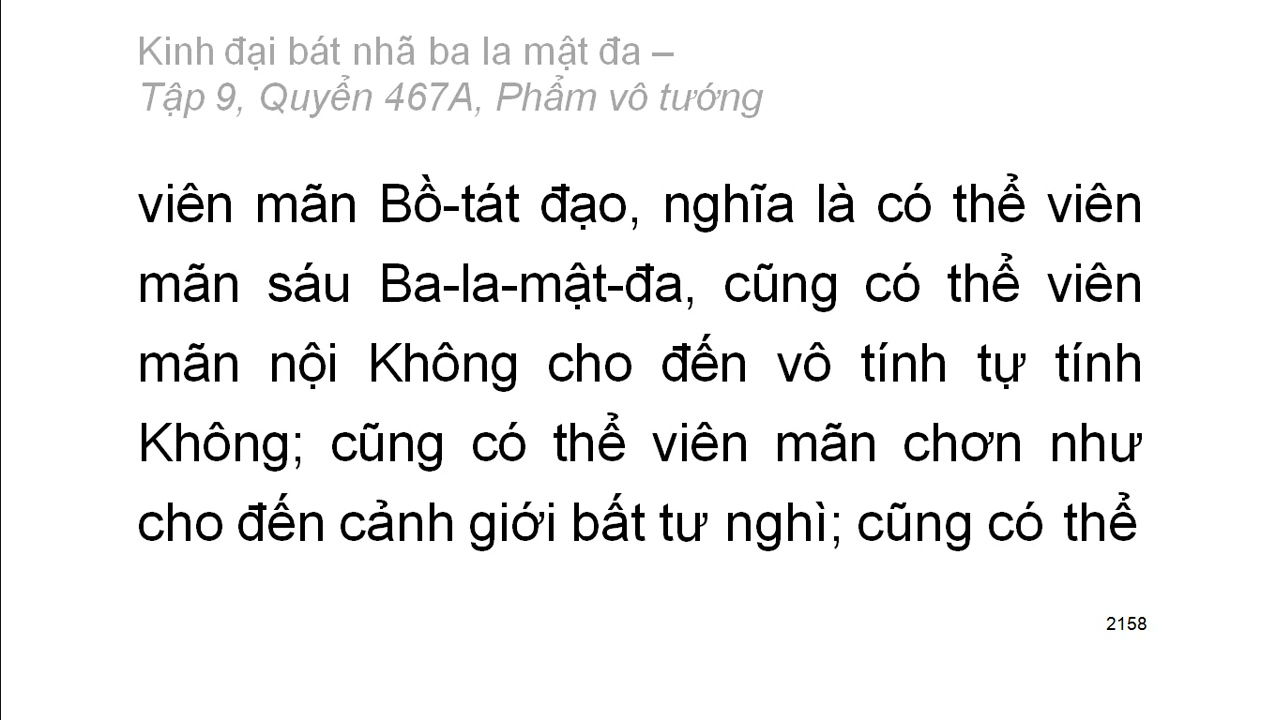 Kinh đại bát nhã ba la mật đa –
Tập 9, Quyển 467A, Phẩm vô tướng
viên mãn Bồ-tát đạo, nghĩa là có thể viên
mãn sáu Ba-la-mật-đa, cũng có thể viên
mãn nội Không cho đến vô tính tự tính
Không; cũng có thể viên mãn chơn như
cho đến cảnh giới bất tư nghì; cũng có thể
2158